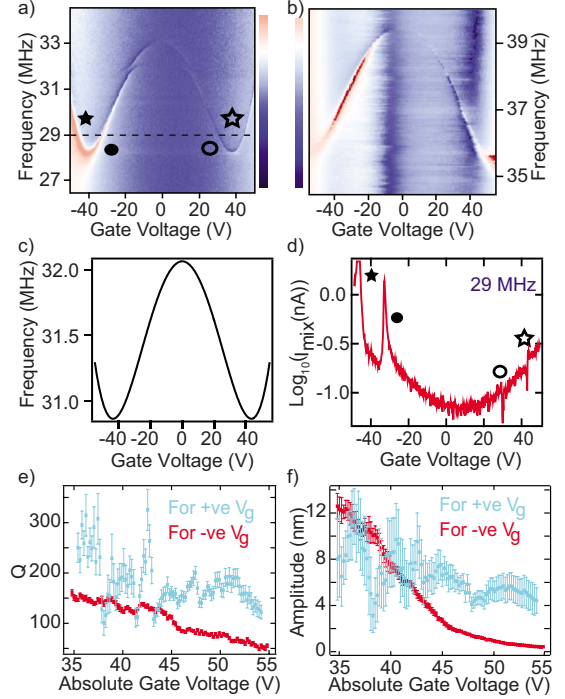 a)
Frequency (MHz)
33
31
29
27
-40 -20 0 20 40
Gate Voltage (V)
b)
39
37
35
Frequency (MHz)
-40 -20 0 20 40
Gate Voltage (V)
c)
Frequency (MHz)
32.0
31.5
31.0
-40 -20 0 20 40
Gate Voltage (V)
d)
29 MHz
Log10(Imix(nA))
0.0
-0.5
-1.0
-40 -20 0 20 40
Gate Voltage (V)
e)
For +ve Vg
For -ve Vg
Q
300
200
100
35 40 45 50 55
Absolute Gate Voltage (V)
f)
For +ve Vg
For -ve Vg
Amplitude (nm)
12
8
4
0
35 40 45 50 55
Absolute Gate Voltage (V)